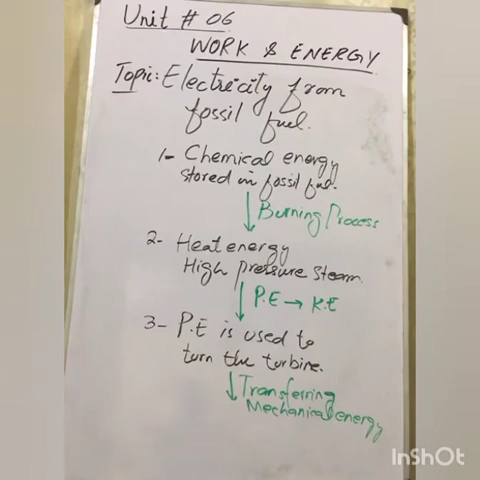 Unit # 06
WORK & ENERGY
Topic: Electricity from
fossil fuel.
1- Chemical energy
stored in fossil ful.
↓ Burning Process
2- Heat energy
High pressure steam.
↓ P.E → K.E
3- P.E is used to
turn the turbine.
↓ Transferring
Mechanical energy
InShOt